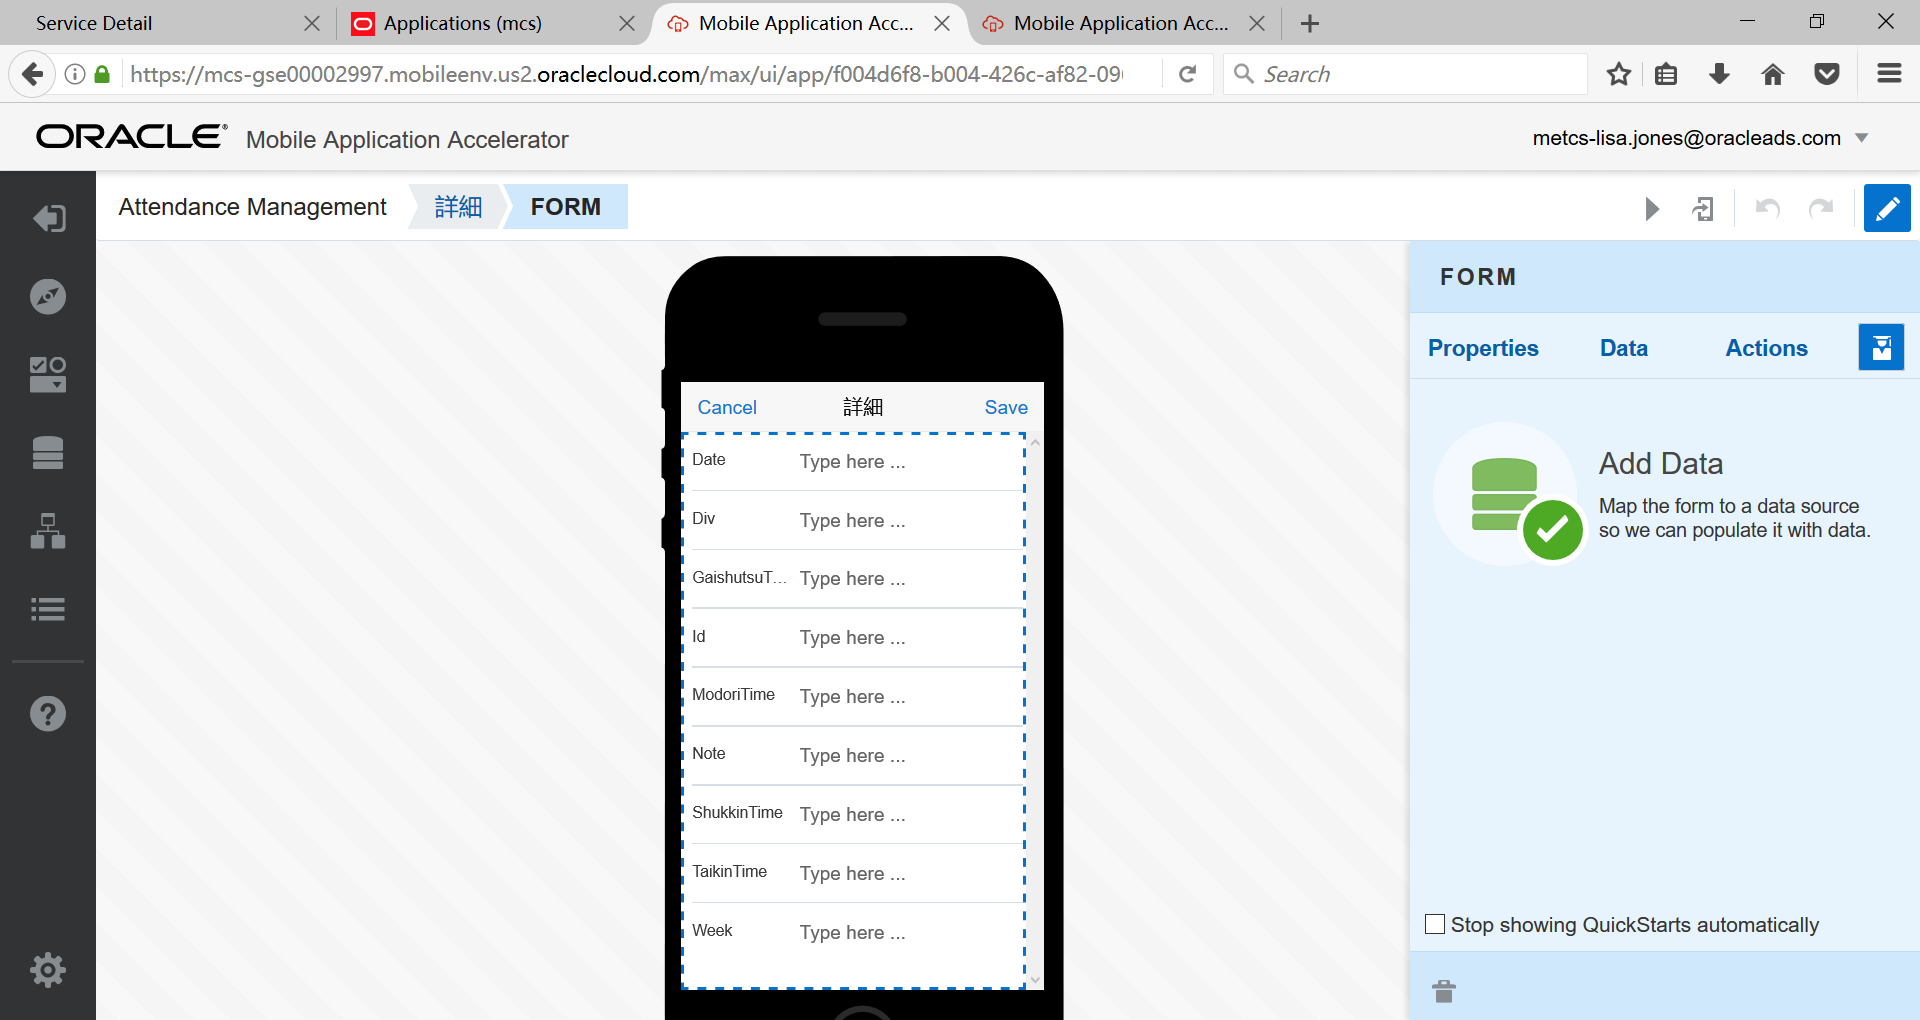 Service Detail
Applications (mcs)
Mobile Application Acc...
Mobile Application Acc...
https://mcs-gse00002997.mobileenv.us2.oraclecloud.com/max/ui/app/f004d6f8-b004-426c-af82-09
Search
ORACLE® Mobile Application Accelerator
metcs-lisa.jones@oracleads.com
Attendance Management
詳細
FORM
Cancel
詳細
Save
Date Type here ...
Div Type here ...
GaishutsuT... Type here ...
Id Type here ...
ModoriTime Type here ...
Note Type here ...
ShukkinTime Type here ...
TaikinTime Type here ...
Week Type here ...
FORM
Properties
Data
Actions
Add Data
Map the form to a data source
so we can populate it with data.
Stop showing QuickStarts automatically